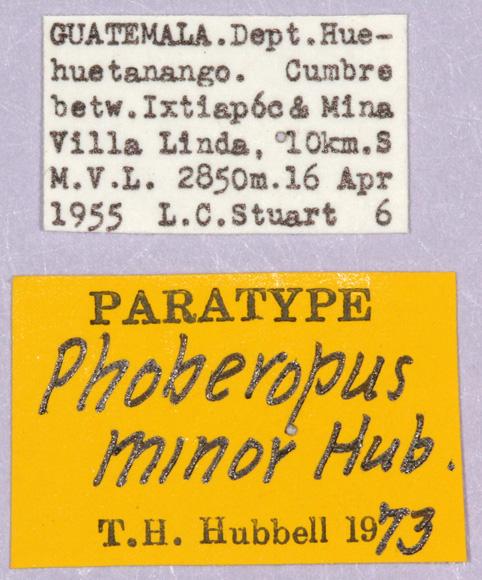 GUATEMALA.Dept.Hue-
huetanango. Cumbre
betw.Ixtiapóc& Mina
Villa Linda, 10km.S
M.V.L. 2850m.16 Apr
1955 L.C.Stuart 6
PARATYPE
Phoberopus
minor Hub.
T.H. Hubbell 1973